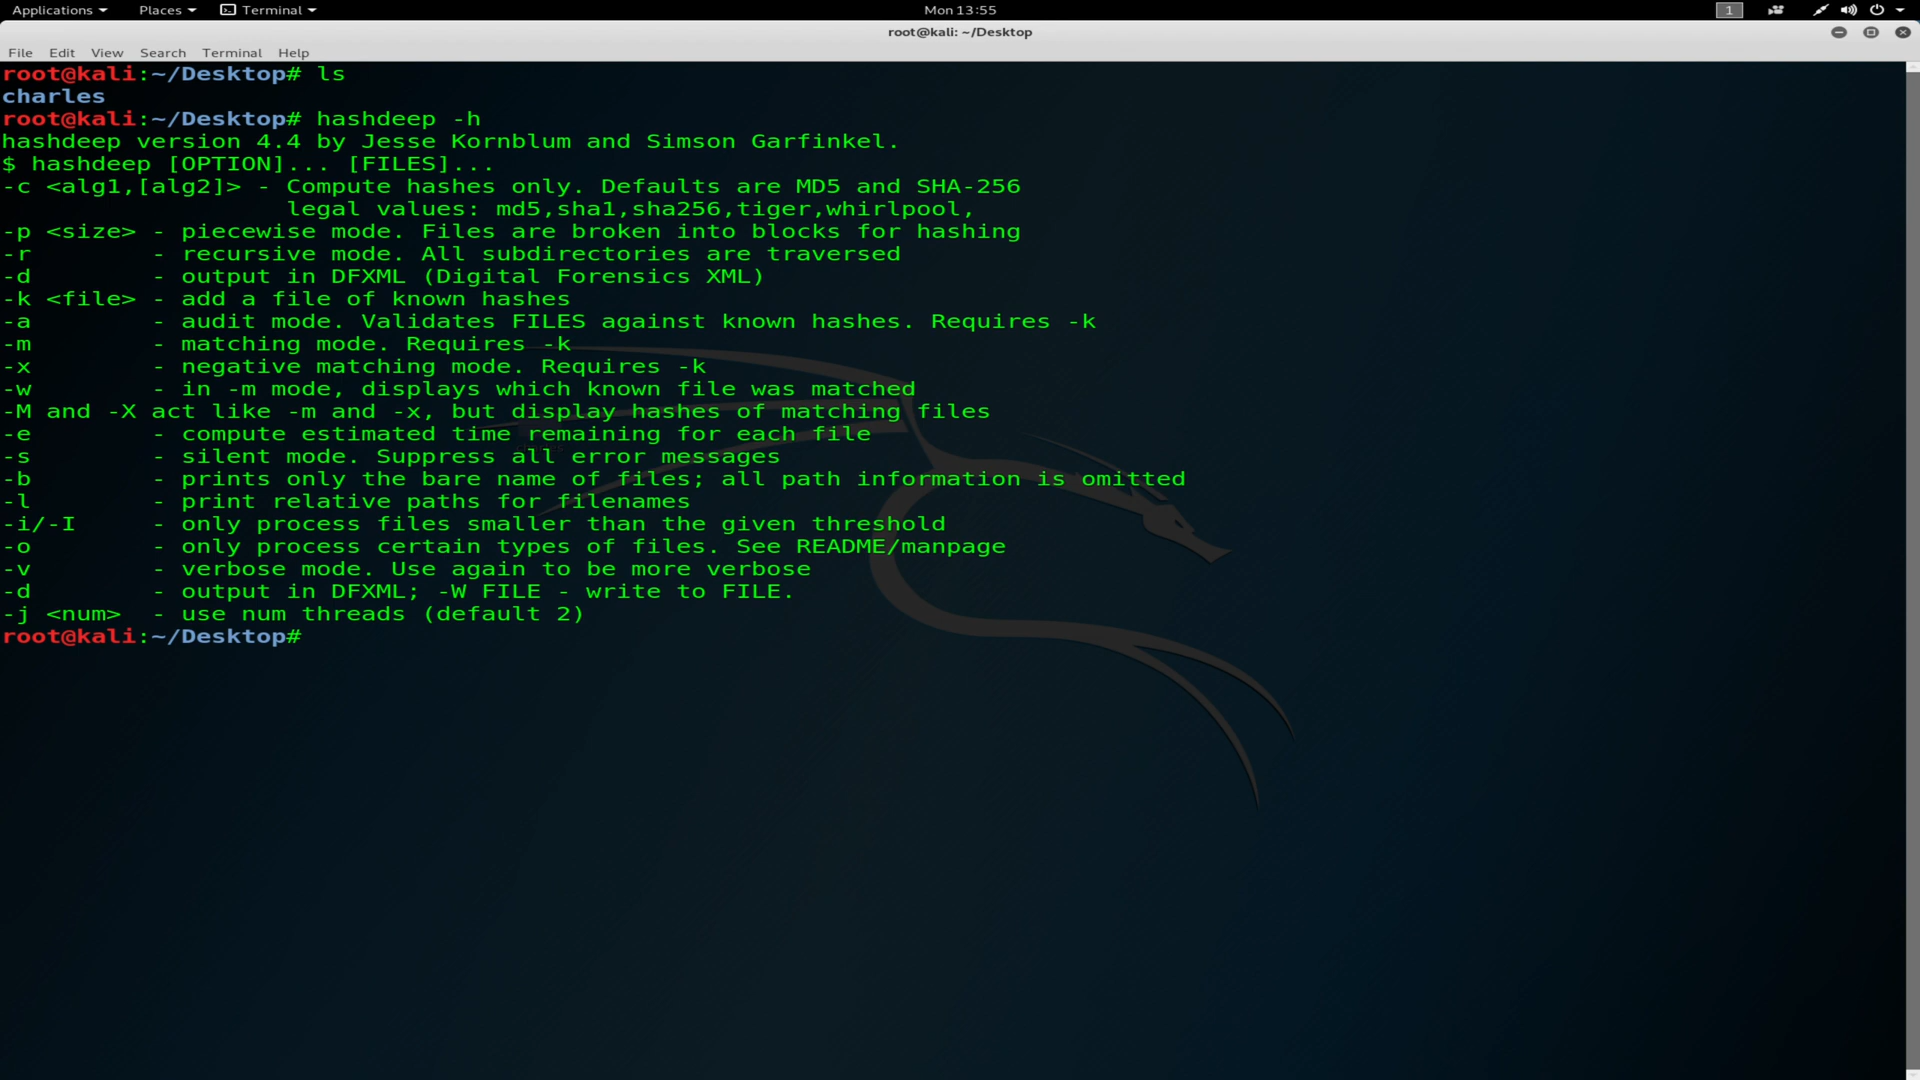 Applications Places Terminal Mon 13:55 1
root@kali: ~/Desktop
File Edit View Search Terminal Help
root@kali:~/Desktop# ls
charles
root@kali:~/Desktop# hashdeep -h
hashdeep version 4.4 by Jesse Kornblum and Simson Garfinkel.
$ hashdeep [OPTION]... [FILES]...
-c <alg1,[alg2]> - Compute hashes only. Defaults are MD5 and SHA-256
                   legal values: md5,sha1,sha256,tiger,whirlpool,
-p <size> - piecewise mode. Files are broken into blocks for hashing
-r        - recursive mode. All subdirectories are traversed
-d        - output in DFXML (Digital Forensics XML)
-k <file> - add a file of known hashes
-a        - audit mode. Validates FILES against known hashes. Requires -k
-m        - matching mode. Requires -k
-x        - negative matching mode. Requires -k
-w        - in -m mode, displays which known file was matched
-M and -X act like -m and -x, but display hashes of matching files
-e        - compute estimated time remaining for each file
-s        - silent mode. Suppress all error messages
-b        - prints only the bare name of files; all path information is omitted
-l        - print relative paths for filenames
-i/-I     - only process files smaller than the given threshold
-o        - only process certain types of files. See README/manpage
-v        - verbose mode. Use again to be more verbose
-d        - output in DFXML; -W FILE - write to FILE.
-j <num>  - use num threads (default 2)
root@kali:~/Desktop#